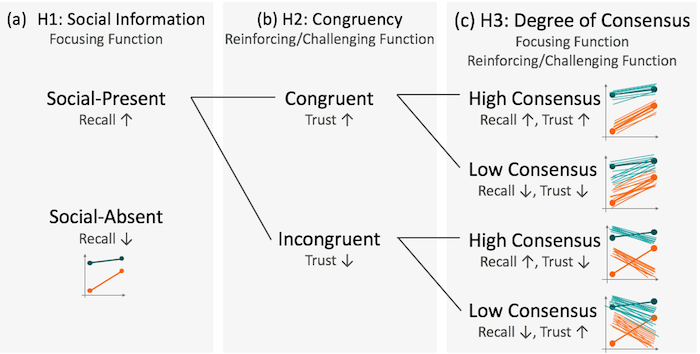 (a) H1: Social Information
Focusing Function
Social-Present
Recall ↑
Social-Absent
Recall ↓
(b) H2: Congruency
Reinforcing/Challenging Function
Congruent
Trust ↑
Incongruent
Trust ↓
(c) H3: Degree of Consensus
Focusing Function
Reinforcing/Challenging Function
High Consensus
Recall ↑, Trust ↑
Low Consensus
Recall ↓, Trust ↓
High Consensus
Recall ↑, Trust ↓
Low Consensus
Recall ↓, Trust ↑